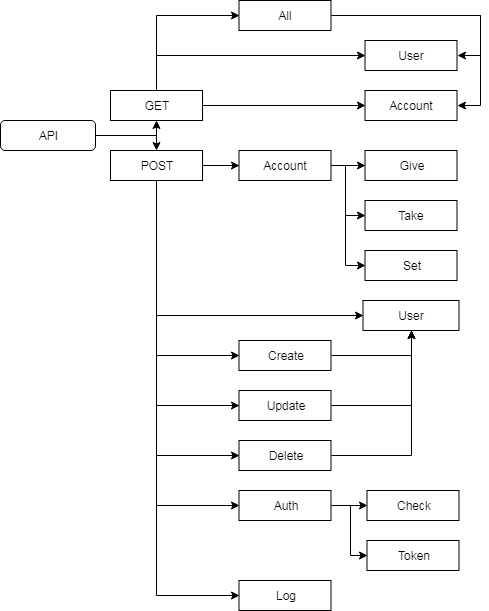 All
User
GET
Account
API
POST
Account
Give
Take
Set
User
Create
Update
Delete
Auth
Check
Token
Log